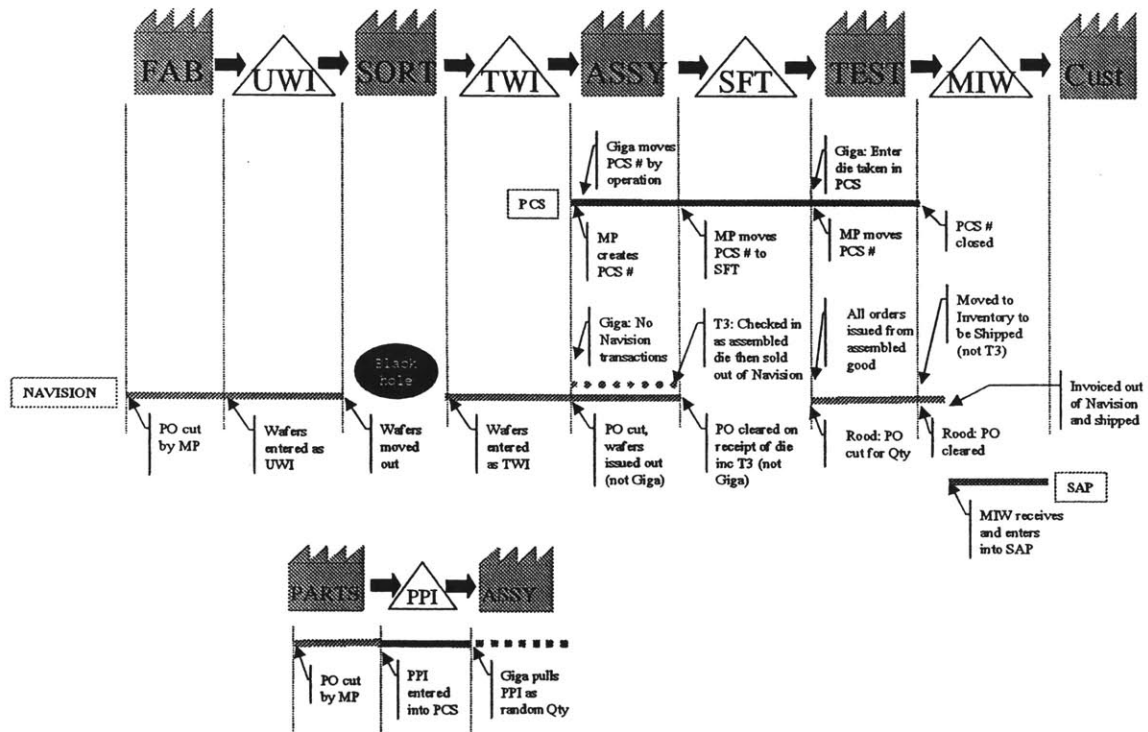 FAB
UWI
SORT
TWI
ASSY
SFT
TEST
MIW
Cust
Giga moves
PCS # by
operation
Giga: Enter
die taken in
PCS
PCS
MP
creates
PCS #
MP moves
PCS # to
SFT
MP moves
PCS #
PCS #
closed
Giga: No
Navision
transactions
T3: Checked in
as assembled
die then sold
out of Navision
All orders
issued from
assembled
good
Moved to
Inventory to
be Shipped
(not T3)
Black
hole
NAVISION
PO cut
by MP
Wafers
entered as
UWI
Wafers
moved
out
Wafers
entered
as TWI
PO cut,
wafers
issued out
(not Giga)
PO cleared on
receipt of die
inc T3 (not
Giga)
Rood: PO
cut for Qty
Rood: PO
cleared
Invoiced out
of Navision
and shipped
SAP
MIW receives
and enters
into SAP
PARTS
PPI
ASSY
PO cut
by MP
PPI
entered
into PCS
Giga pulls
PPI as
random Qty